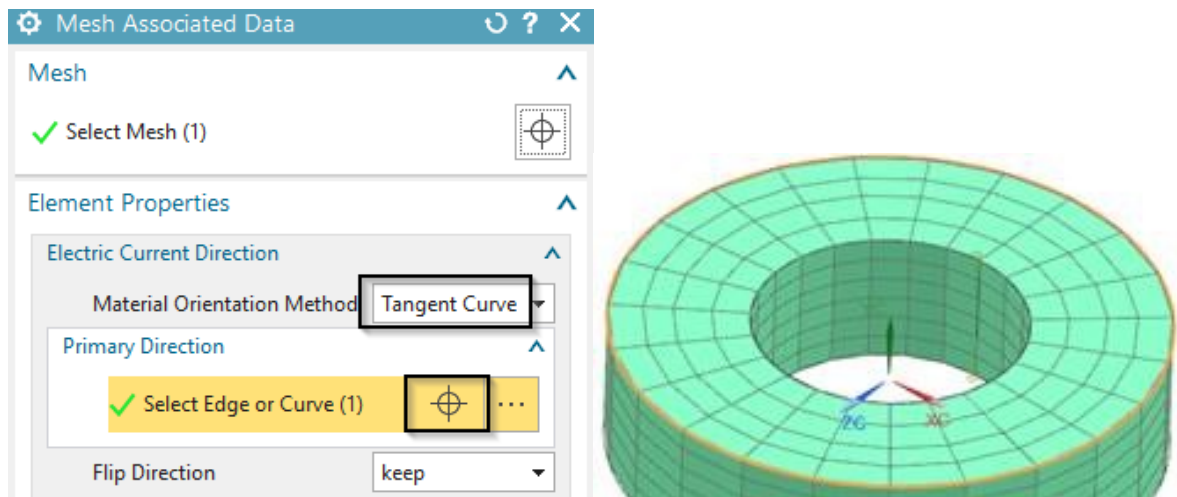 Mesh Associated Data
Mesh
Select Mesh (1)
Element Properties
Electric Current Direction
Material Orientation Method Tangent Curve
Primary Direction
Select Edge or Curve (1) ...
Flip Direction keep
ZC XC